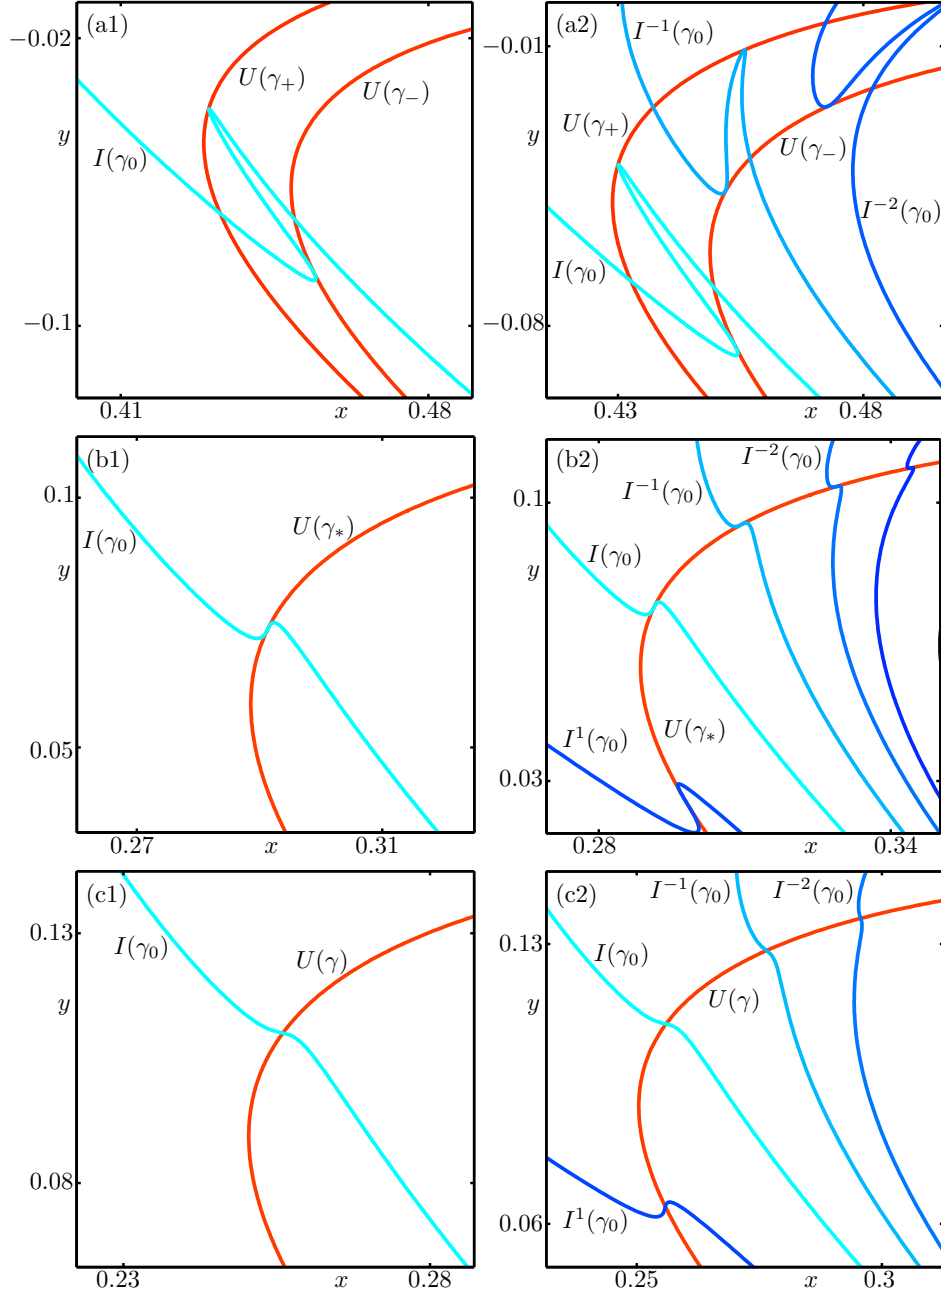 (a1)
−0.02
y
−0.1
0.41
x
0.48
I(γ₀)
U(γ₊)
U(γ₋)
(a2)
−0.01
y
−0.08
0.43
x
0.48
I⁻¹(γ₀)
U(γ₊)
U(γ₋)
I⁻²(γ₀)
I(γ₀)
(b1)
0.1
y
0.05
0.27
x
0.31
I(γ₀)
U(γ∗)
(b2)
0.1
y
0.03
0.28
x
0.34
I⁻²(γ₀)
I⁻¹(γ₀)
I(γ₀)
I¹(γ₀)
U(γ∗)
(c1)
0.13
y
0.08
0.23
x
0.28
I(γ₀)
U(γ)
(c2)
0.13
y
0.06
0.25
x
0.3
I⁻¹(γ₀)
I⁻²(γ₀)
I(γ₀)
U(γ)
I¹(γ₀)